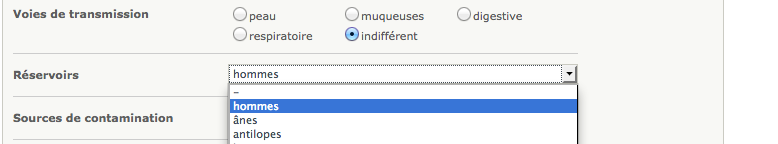 Voies de transmission peau muqueuses digestive
respiratoire indifférent
Réservoirs hommes
–
hommes
Sources de contamination ânes
antilopes